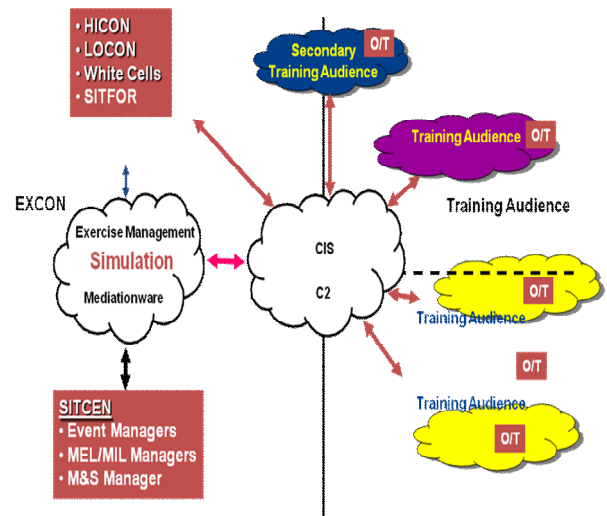 • HICON
• LOCON
• White Cells
• SITFOR
Secondary
Training Audience
O/T
Training Audience
O/T
EXCON
Exercise Management
Simulation
Mediationware
CIS
C2
Training Audience
O/T
Training Audience
O/T
Training Audience
O/T
SITCEN
• Event Managers
• MEL/MIL Managers
• M&S Manager